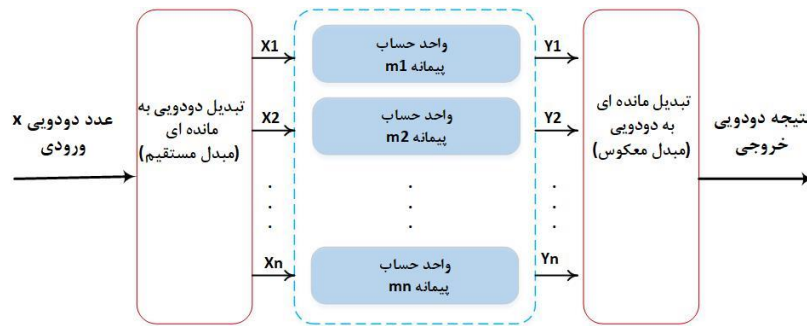 عدد دودویی x
ورودی
تبدیل دودویی به
مانده ای
(مبدل مستقیم)
X1
X2
.
.
.
Xn
واحد حساب
پیمانه m1
واحد حساب
پیمانه m2
.
.
.
واحد حساب
پیمانه mn
Y1
Y2
.
.
.
Yn
تبدیل مانده ای
به دودویی
(مبدل معکوس)
نتیجه دودویی
خروجی